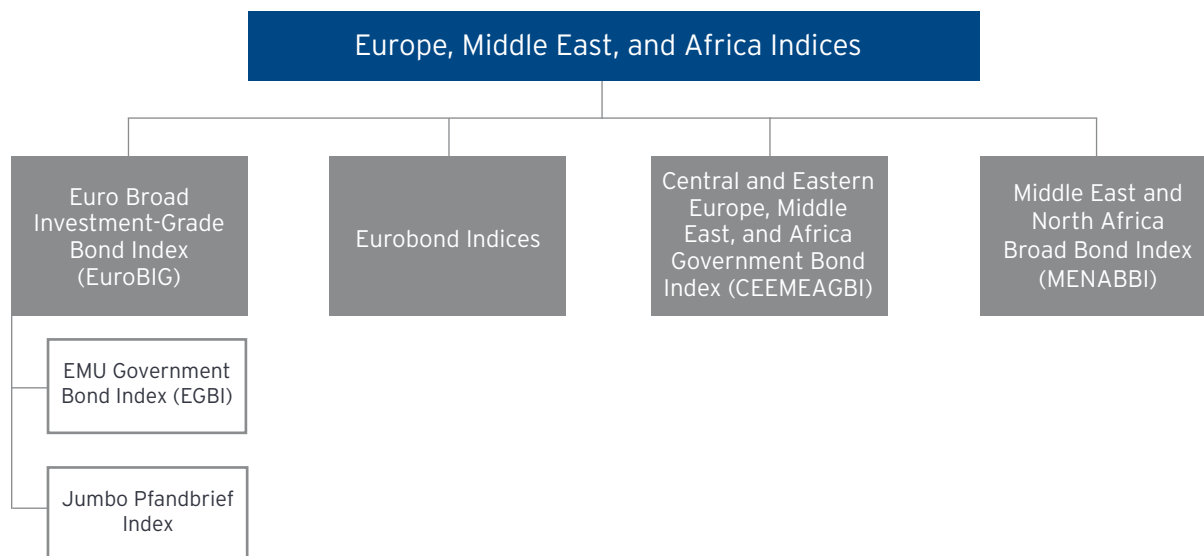 Europe, Middle East, and Africa Indices
Euro Broad
Investment-Grade
Bond Index
(EuroBIG)
Eurobond Indices
Central and Eastern
Europe, Middle
East, and Africa
Government Bond
Index (CEEMEAGBI)
Middle East and
North Africa
Broad Bond Index
(MENABBI)
EMU Government
Bond Index (EGBI)
Jumbo Pfandbrief
Index